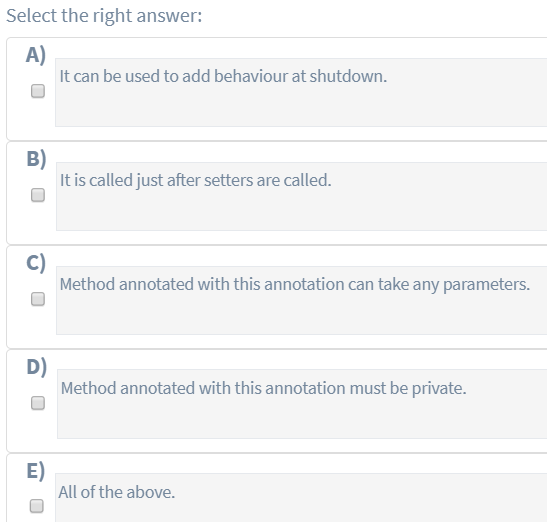 Select the right answer:
A)
It can be used to add behaviour at shutdown.
B)
It is called just after setters are called.
C)
Method annotated with this annotation can take any parameters.
D)
Method annotated with this annotation must be private.
E)
All of the above.